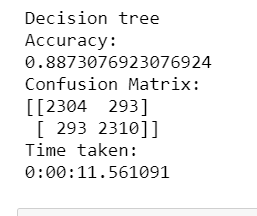 Decision tree
Accuracy:
0.8873076923076924
Confusion Matrix:
[[2304  293]
 [ 293 2310]]
Time taken:
0:00:11.561091